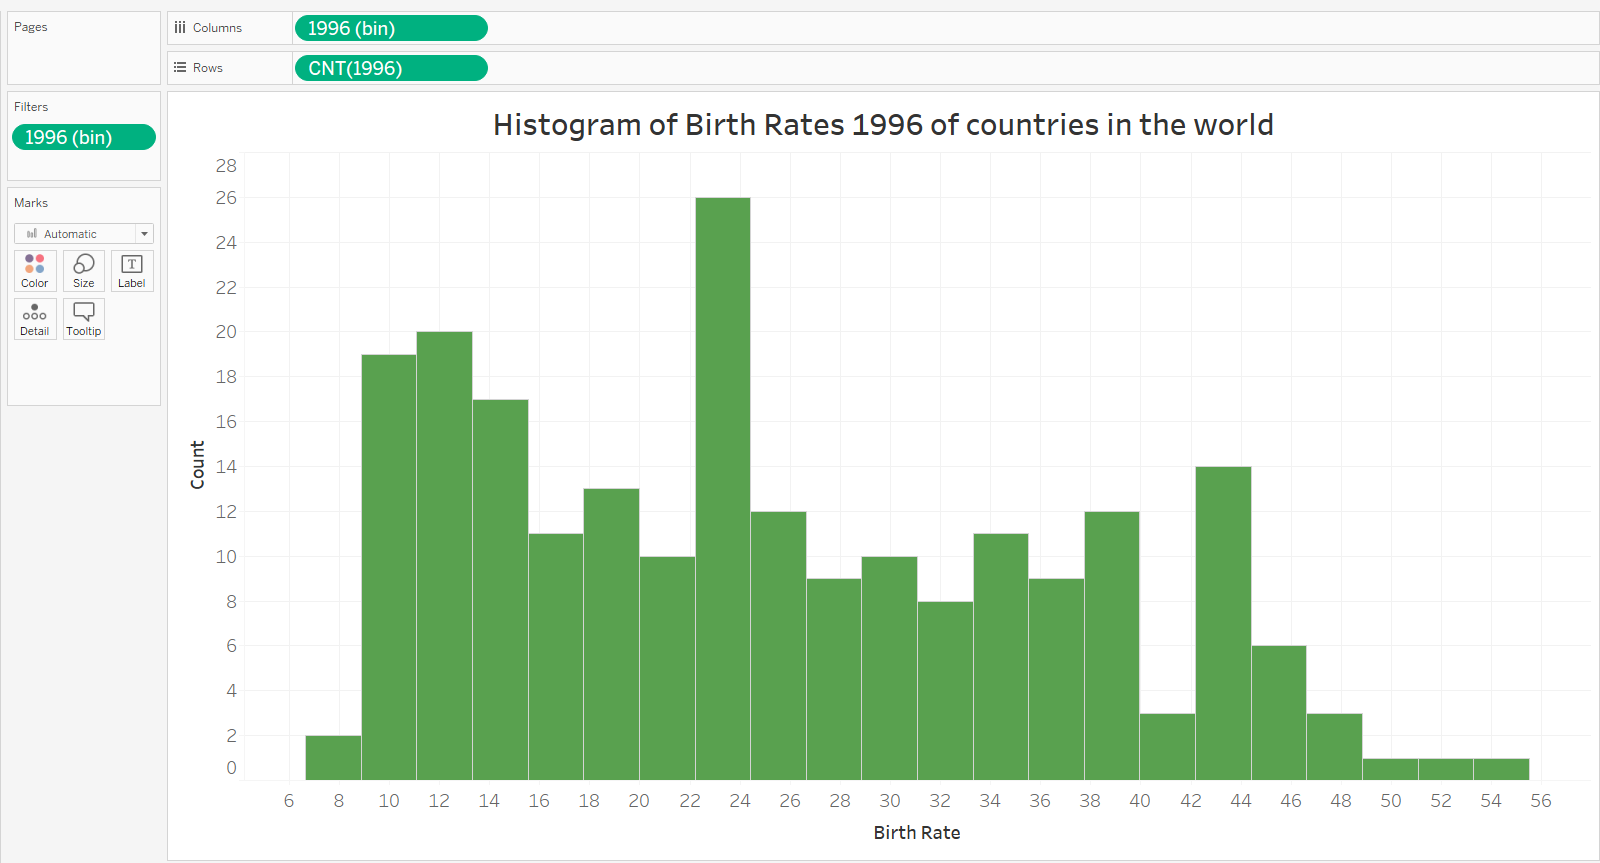 Pages
Columns
1996 (bin)
Rows
CNT(1996)
Filters
1996 (bin)
Marks
Automatic
Color
Size
T
Label
Detail
Tooltip
Histogram of Birth Rates 1996 of countries in the world
28
26
24
22
20
18
16
14
12
10
8
6
4
2
0
Count
6 8 10 12 14 16 18 20 22 24 26 28 30 32 34 36 38 40 42 44 46 48 50 52 54 56
Birth Rate